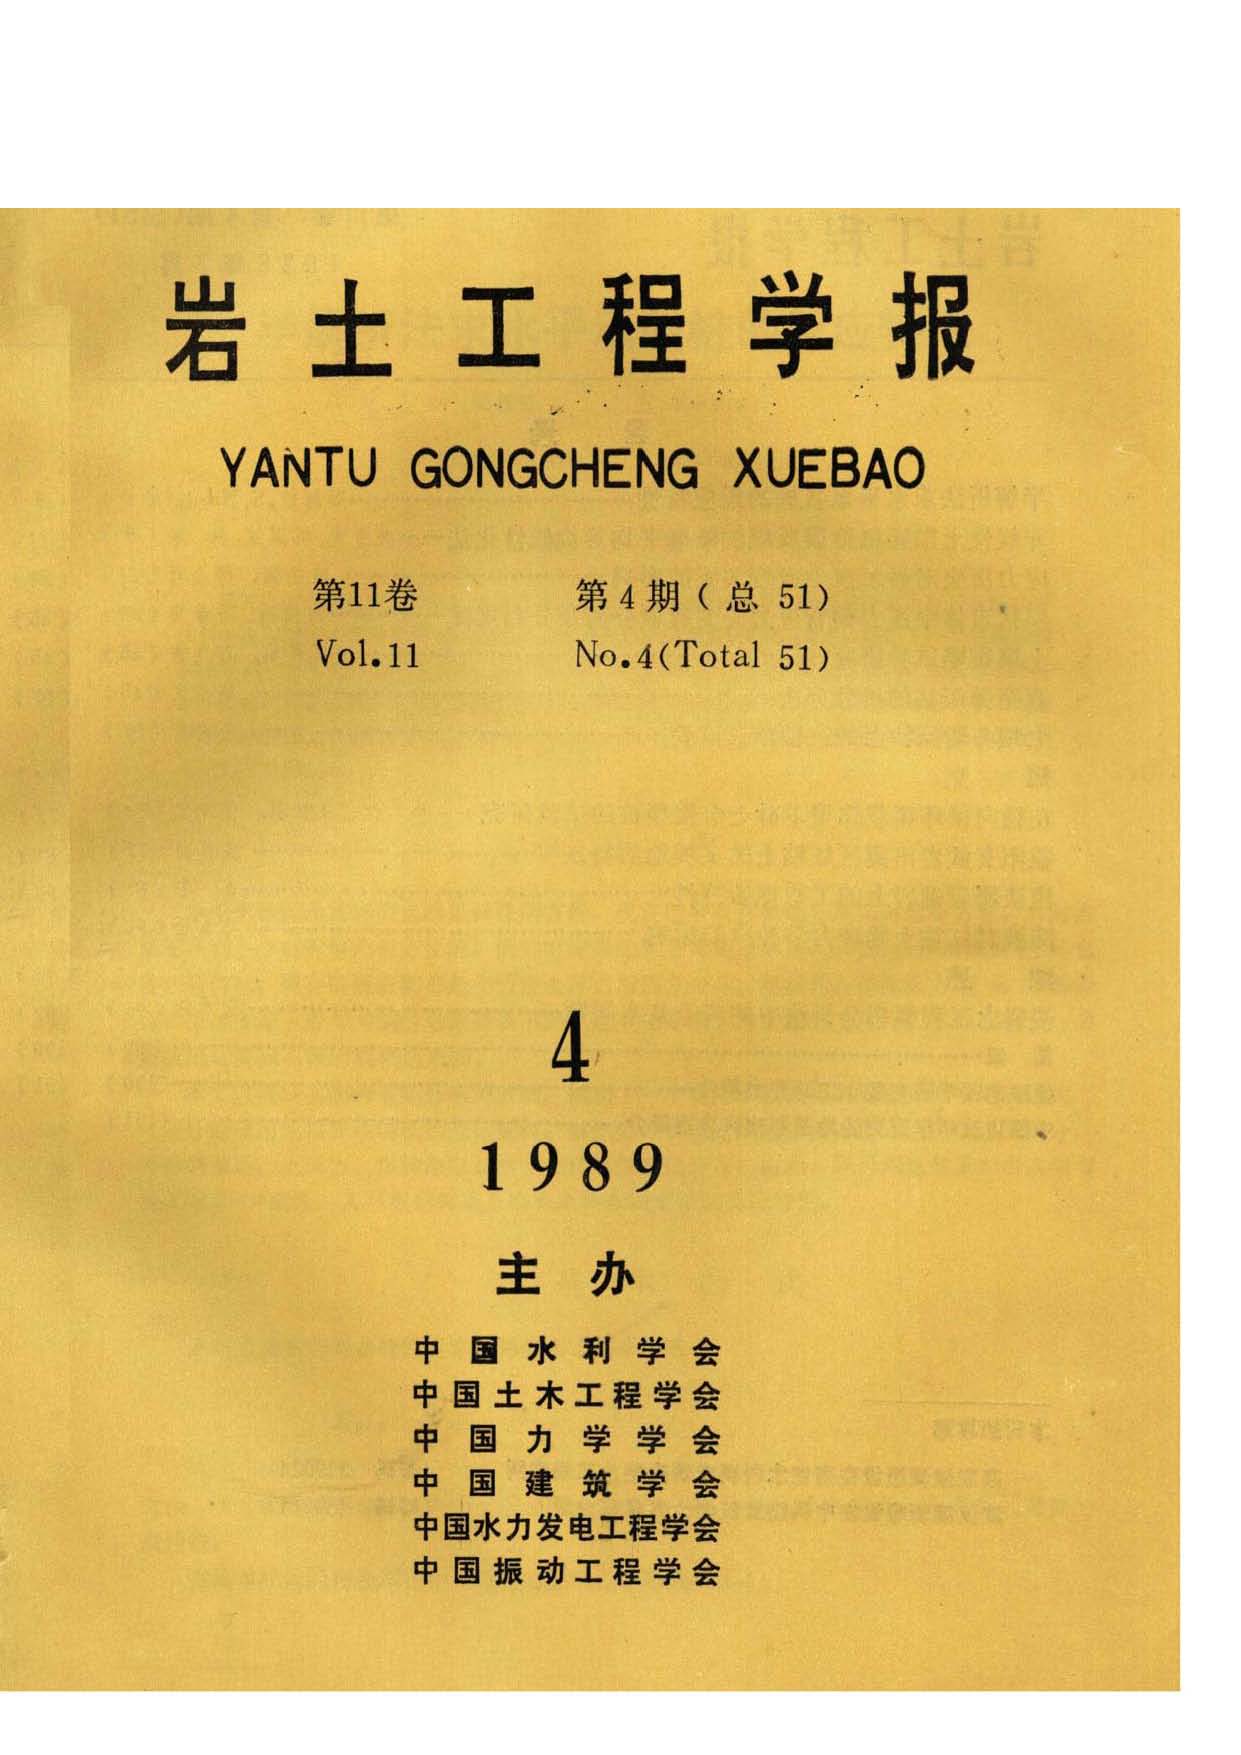 岩土工程学报
YANTU GONGCHENG XUEBAO
第11卷 第4期(总 51)
Vol.11 No.4(Total 51)
4
1989
主办
中国水利学会
中国土木工程学会
中国力学学会
中国建筑学会
中国水力发电工程学会
中国振动工程学会